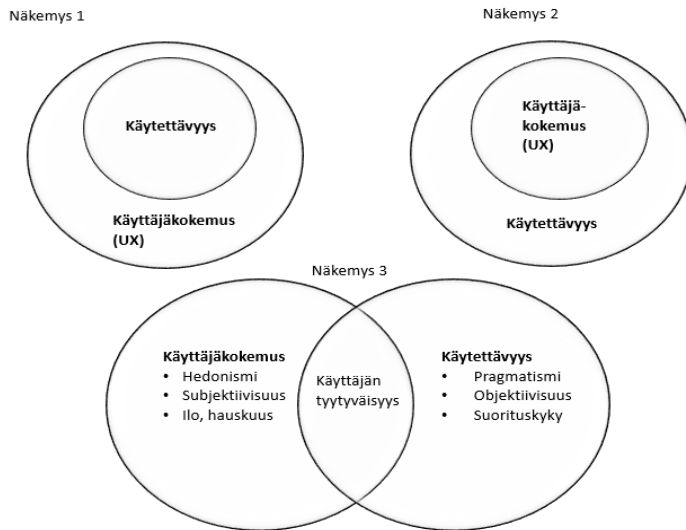 Näkemys 1
Käytettävyys
Käyttäjäkokemus
(UX)
Näkemys 2
Käyttäjä-
kokemus
(UX)
Käytettävyys
Näkemys 3
Käyttäjäkokemus
• Hedonismi
• Subjektiivisuus
• Ilo, hauskuus
Käyttäjän
tyytyväisyys
Käytettävyys
• Pragmatismi
• Objektiivisuus
• Suorituskyky